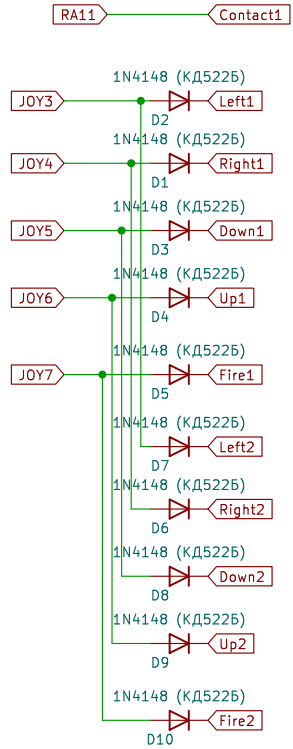 RA11 Contact1
1N4148 (КД522Б)
JOY3 Left1
D2
1N4148 (КД522Б)
JOY4 Right1
D1
1N4148 (КД522Б)
JOY5 Down1
D3
1N4148 (КД522Б)
JOY6 Up1
D4
1N4148 (КД522Б)
JOY7 Fire1
D5
1N4148 (КД522Б)
Left2
D7
1N4148 (КД522Б)
Right2
D6
1N4148 (КД522Б)
Down2
D8
1N4148 (КД522Б)
Up2
D9
1N4148 (КД522Б)
Fire2
D10